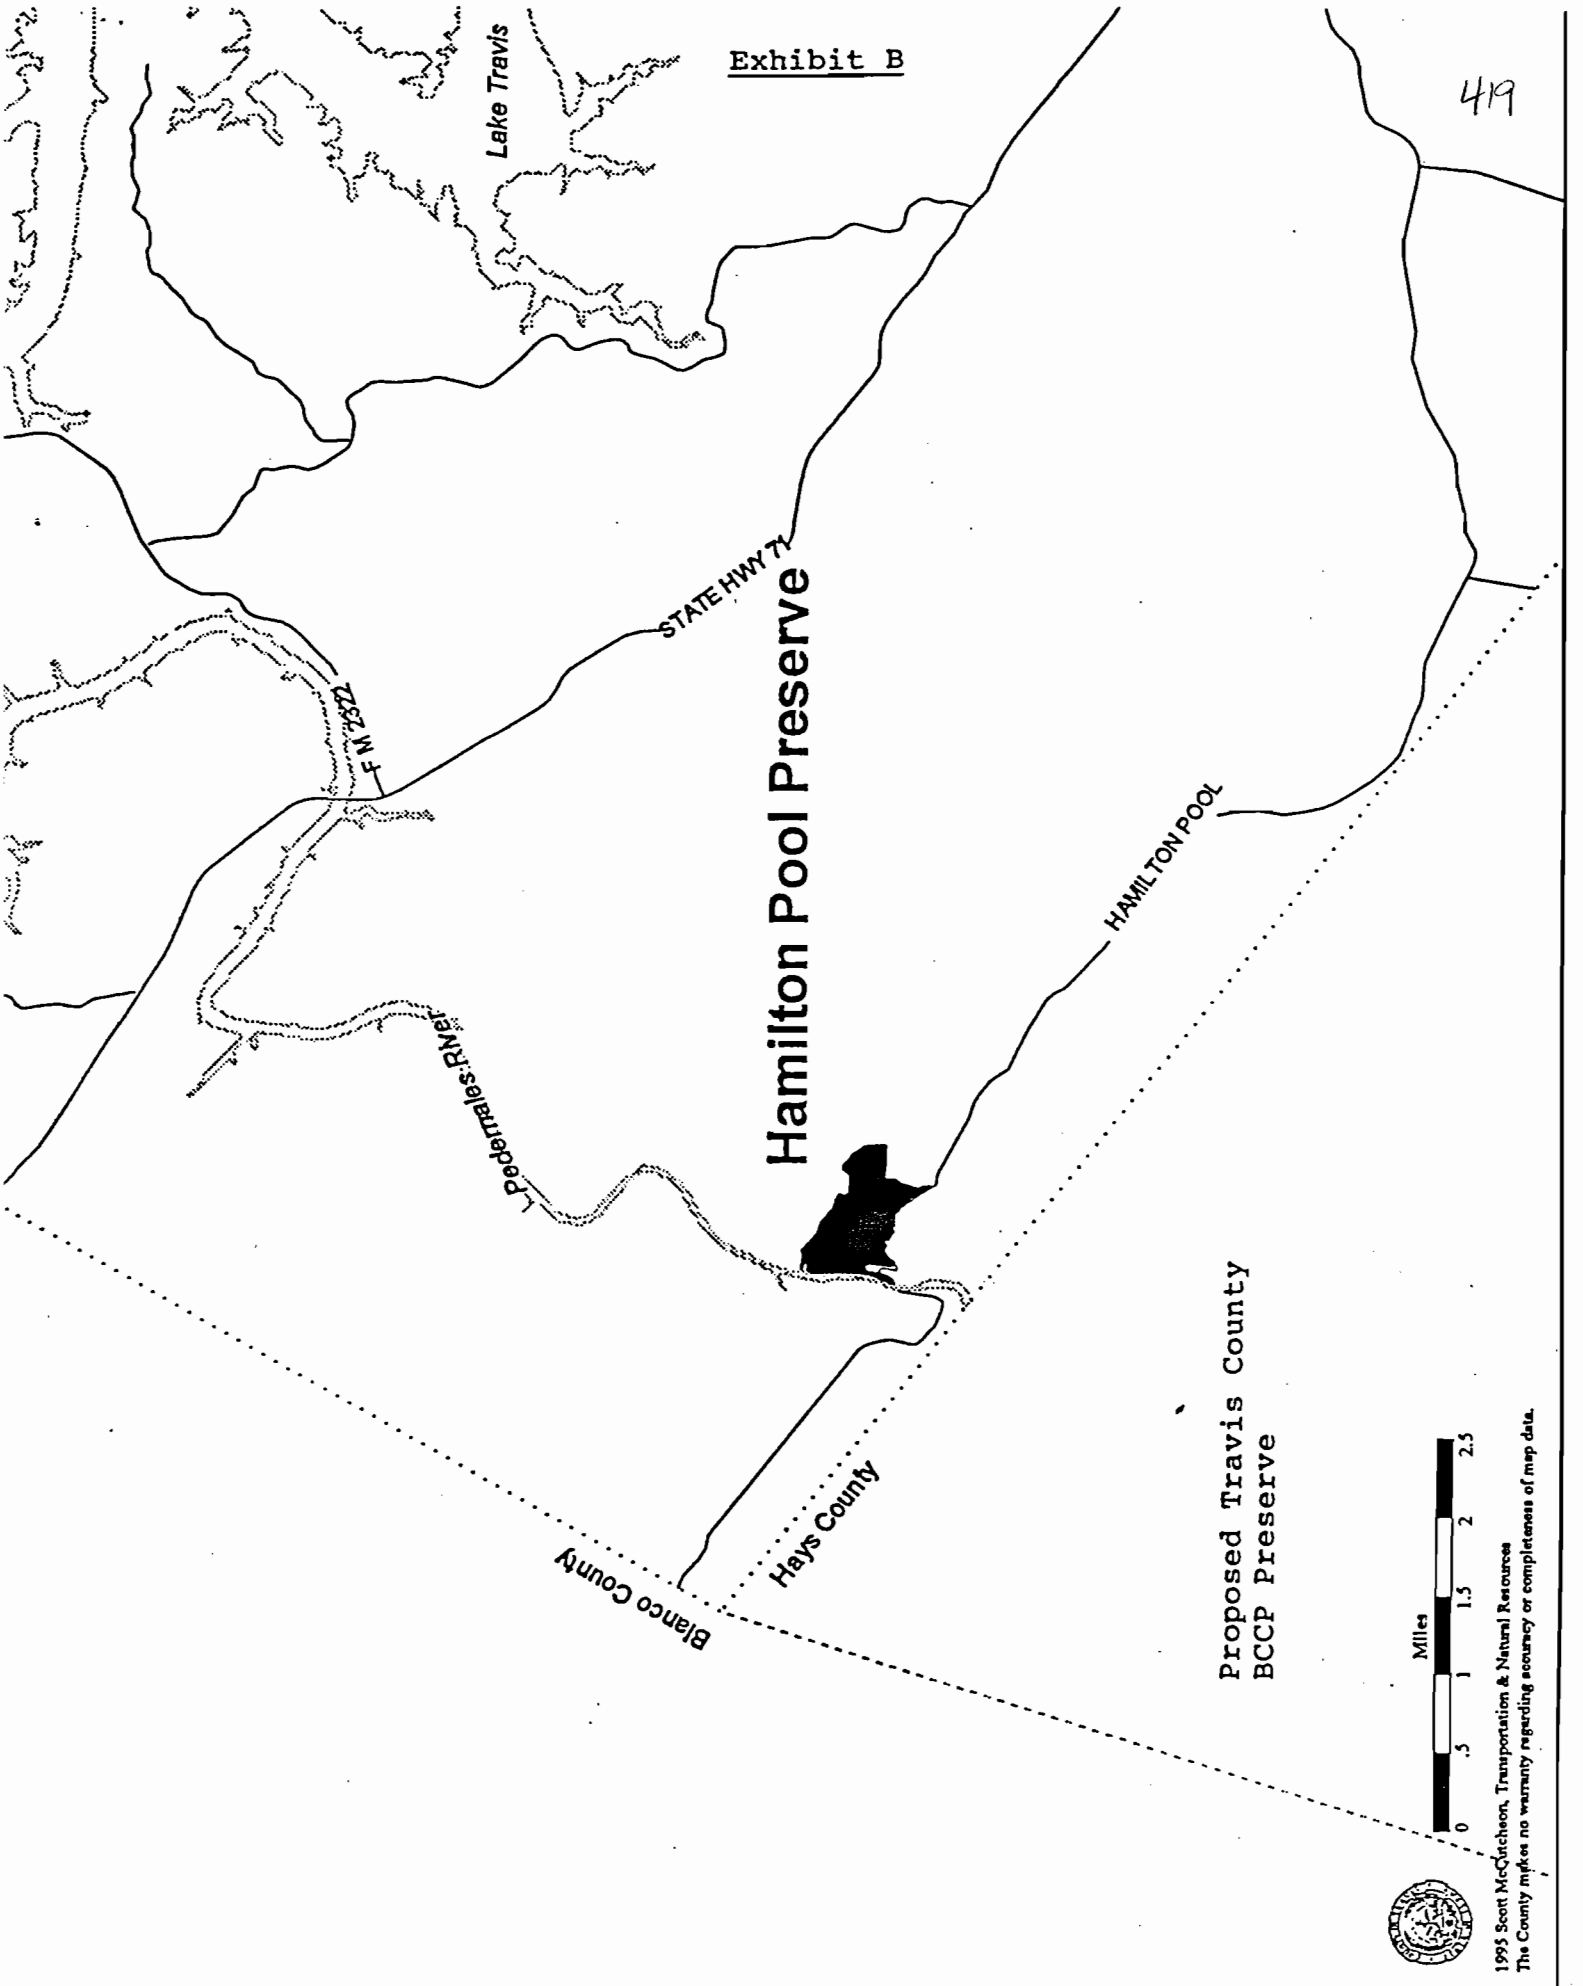 Exhibit B
419
Lake Travis
STATE HWY 71
F M 2322
Hamilton Pool Preserve
HAMILTON POOL
Pedernales River
Blanco County
Hays County
Proposed Travis County
BCCP Preserve
Miles
0 .5 1 1.5 2 2.5
1995 Scott McCutcheon, Transportation & Natural Resources
The County makes no warranty regarding accuracy or completeness of map data.